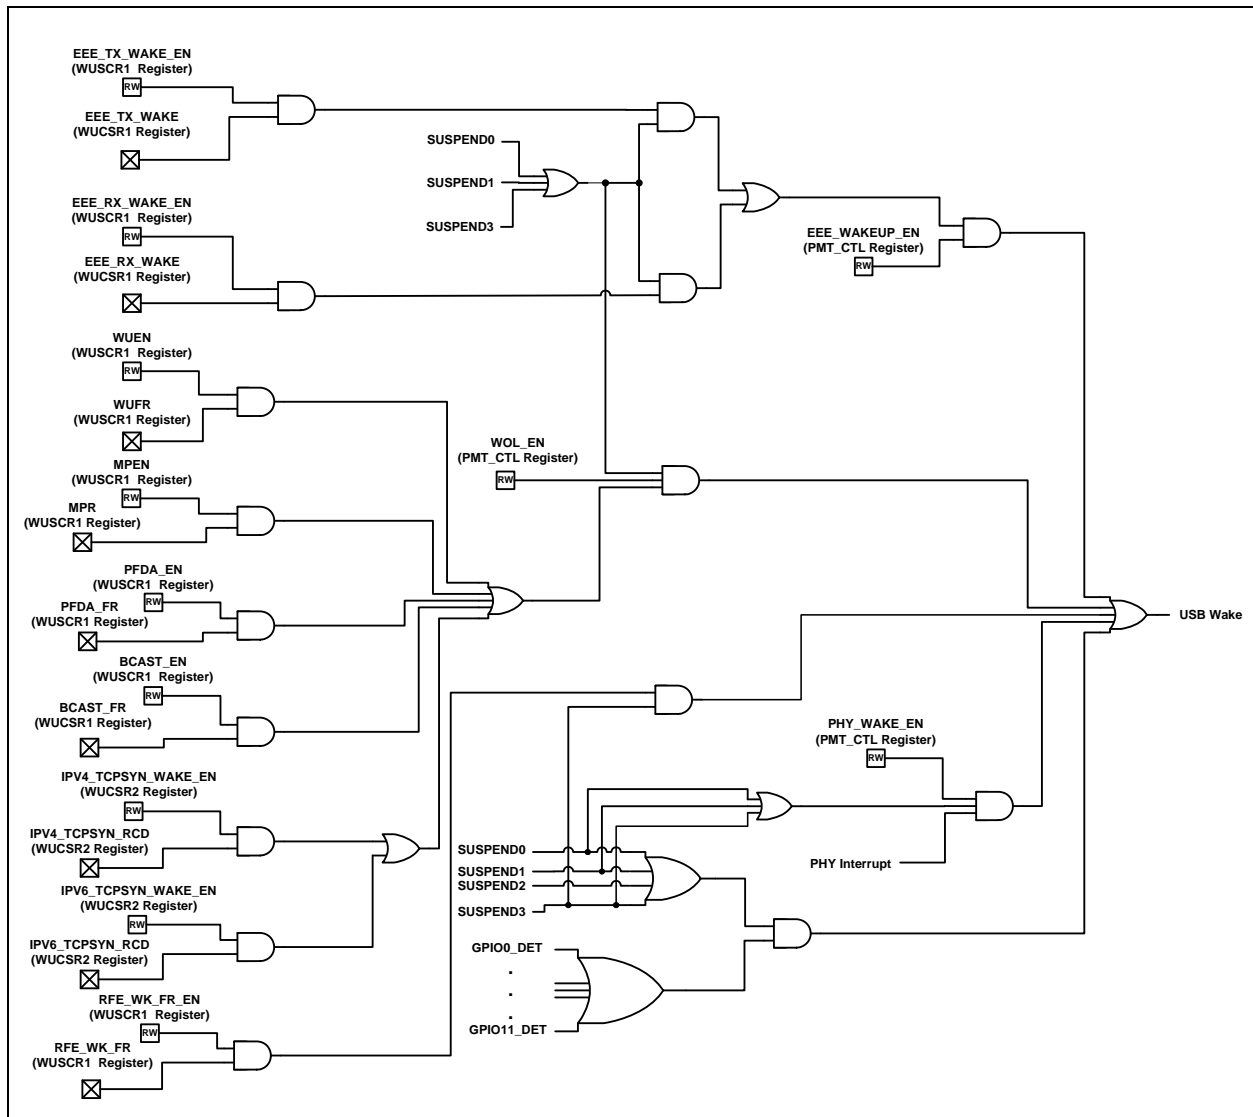 EEE_TX_WAKE_EN
(WUSCR1 Register)
RW
EEE_TX_WAKE
(WUCSR1 Register)
SUSPEND0
SUSPEND1
SUSPEND3
EEE_RX_WAKE_EN
(WUSCR1 Register)
RW
EEE_RX_WAKE
(WUCSR1 Register)
EEE_WAKEUP_EN
(PMT_CTL Register)
RW
WUEN
(WUSCR1 Register)
RW
WUFR
(WUSCR1 Register)
WOL_EN
(PMT_CTL Register)
RW
MPEN
(WUSCR1 Register)
RW
MPR
(WUSCR1 Register)
PFDA_EN
(WUSCR1 Register)
RW
PFDA_FR
(WUSCR1 Register)
USB Wake
BCAST_EN
(WUSCR1 Register)
RW
BCAST_FR
(WUCSR1 Register)
PHY_WAKE_EN
(PMT_CTL Register)
RW
IPV4_TCPSYN_WAKE_EN
(WUCSR2 Register)
RW
IPV4_TCPSYN_RCD
(WUCSR2 Register)
SUSPEND0
SUSPEND1
SUSPEND2
SUSPEND3
PHY Interrupt
IPV6_TCPSYN_WAKE_EN
(WUCSR2 Register)
RW
IPV6_TCPSYN_RCD
(WUCSR2 Register)
GPIO0_DET
.
.
.
GPIO11_DET
RFE_WK_FR_EN
(WUSCR1 Register)
RW
RFE_WK_FR
(WUSCR1 Register)